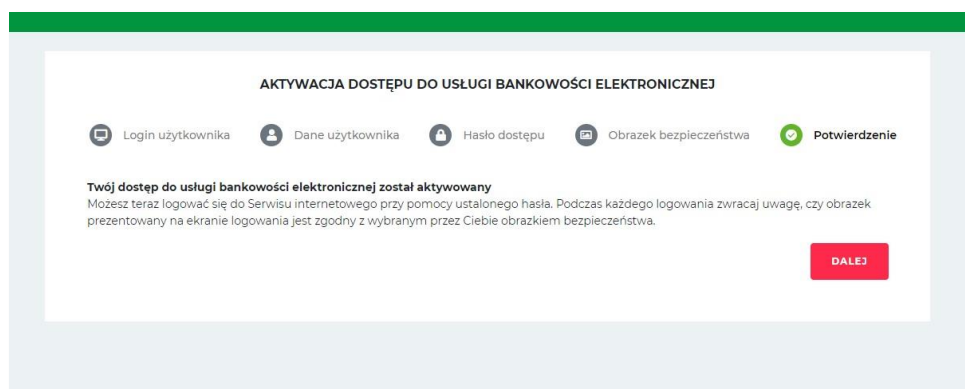 AKTYWACJA DOSTĘPU DO USŁUGI BANKOWOŚCI ELEKTRONICZNEJ
Login użytkownika Dane użytkownika Hasło dostępu Obrazek bezpieczeństwa Potwierdzenie
Twój dostęp do usługi bankowości elektronicznej został aktywowany
Możesz teraz logować się do Serwisu internetowego przy pomocy ustalonego hasła. Podczas każdego logowania zwracaj uwagę, czy obrazek
prezentowany na ekranie logowania jest zgodny z wybranym przez Ciebie obrazkiem bezpieczeństwa.
DALEJ